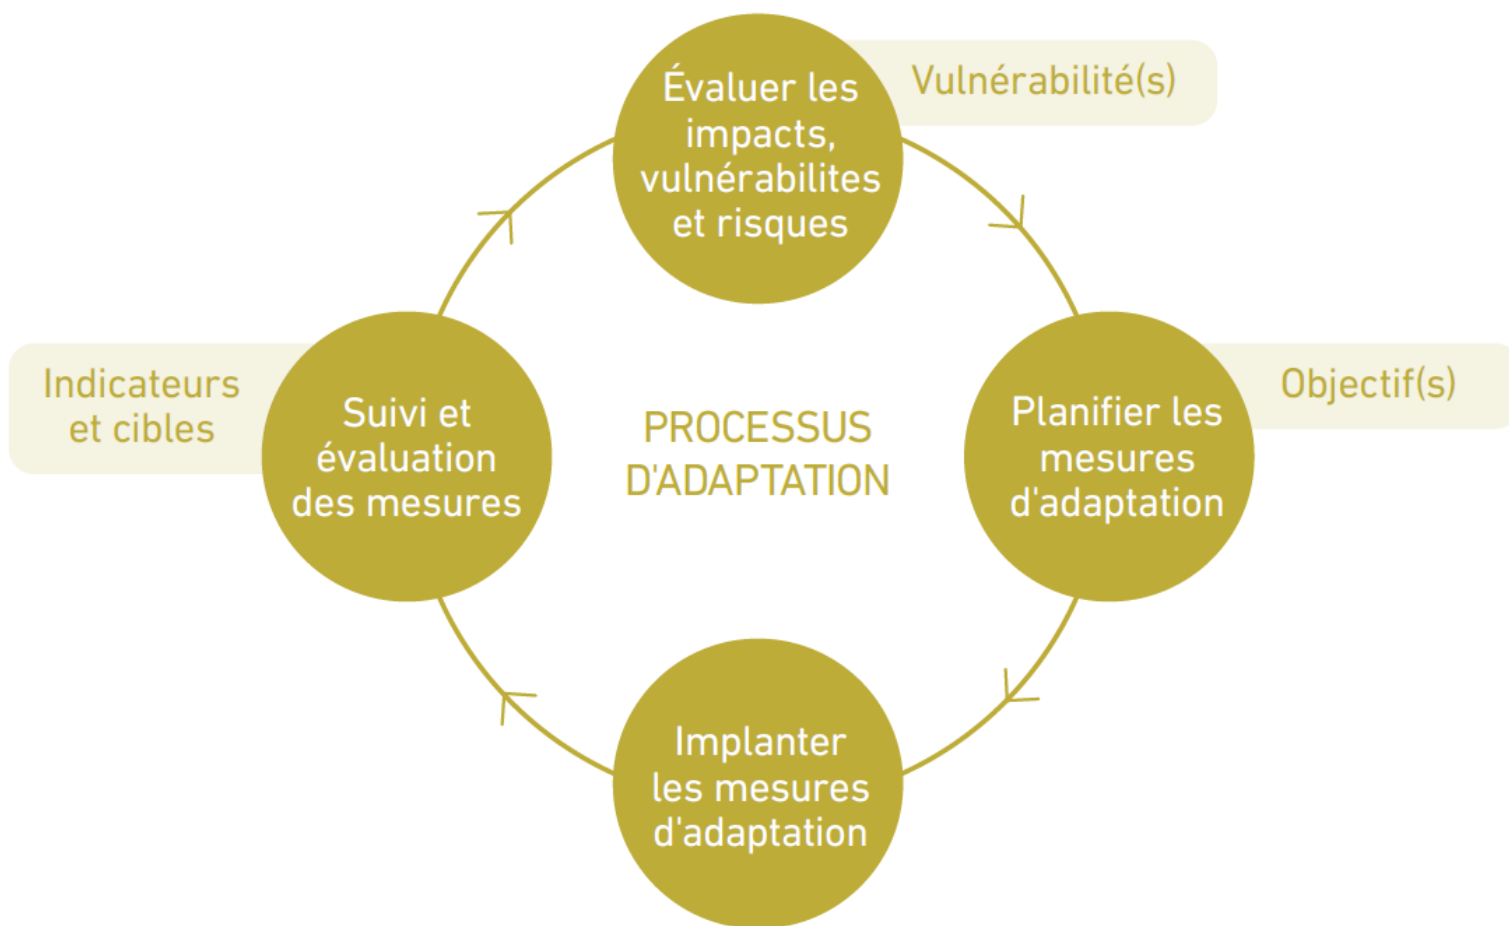 Évaluer les
impacts,
vulnérabilites
et risques
Vulnérabilité(s)
Planifier les
mesures
d'adaptation
Objectif(s)
Implanter
les mesures
d'adaptation
Suivi et
évaluation
des mesures
Indicateurs
et cibles
PROCESSUS
D'ADAPTATION